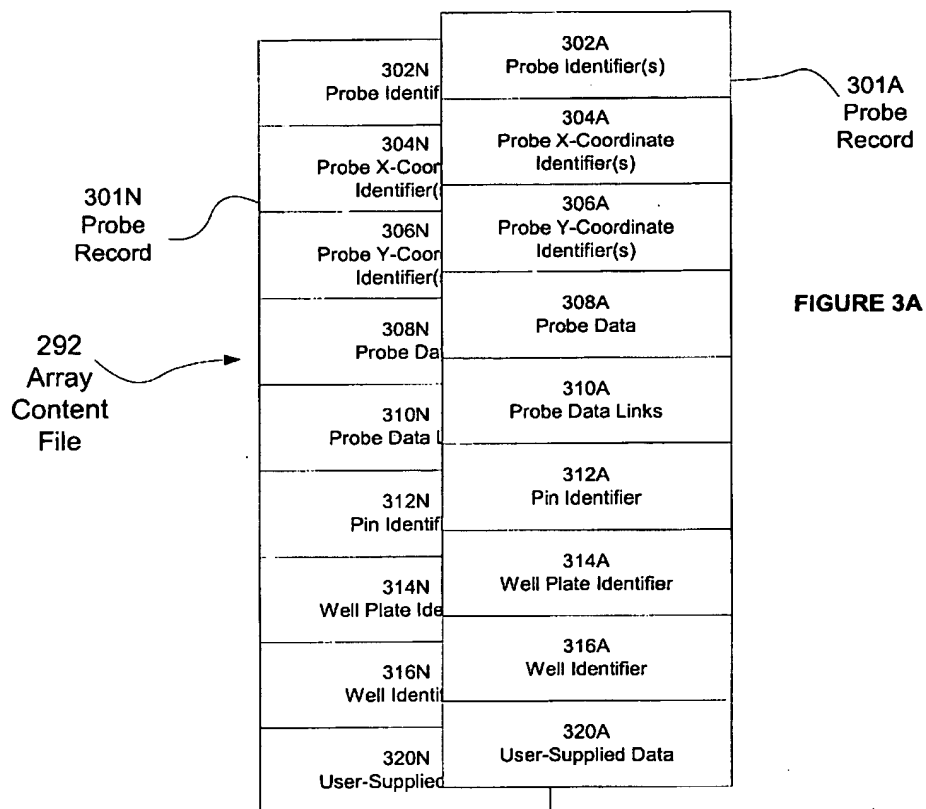 302A
Probe Identifier(s)
304A
Probe X-Coordinate
Identifier(s)
306A
Probe Y-Coordinate
Identifier(s)
308A
Probe Data
310A
Probe Data Links
312A
Pin Identifier
314A
Well Plate Identifier
316A
Well Identifier
320A
User-Supplied Data
301A
Probe
Record
302N
Probe Identif
304N
Probe X-Coor
Identifier(
306N
Probe Y-Coor
Identifier(
308N
Probe Da
310N
Probe Data L
312N
Pin Identif
314N
Well Plate Ide
316N
Well Identif
320N
User-Supplied
301N
Probe
Record
292
Array
Content
File
FIGURE 3A